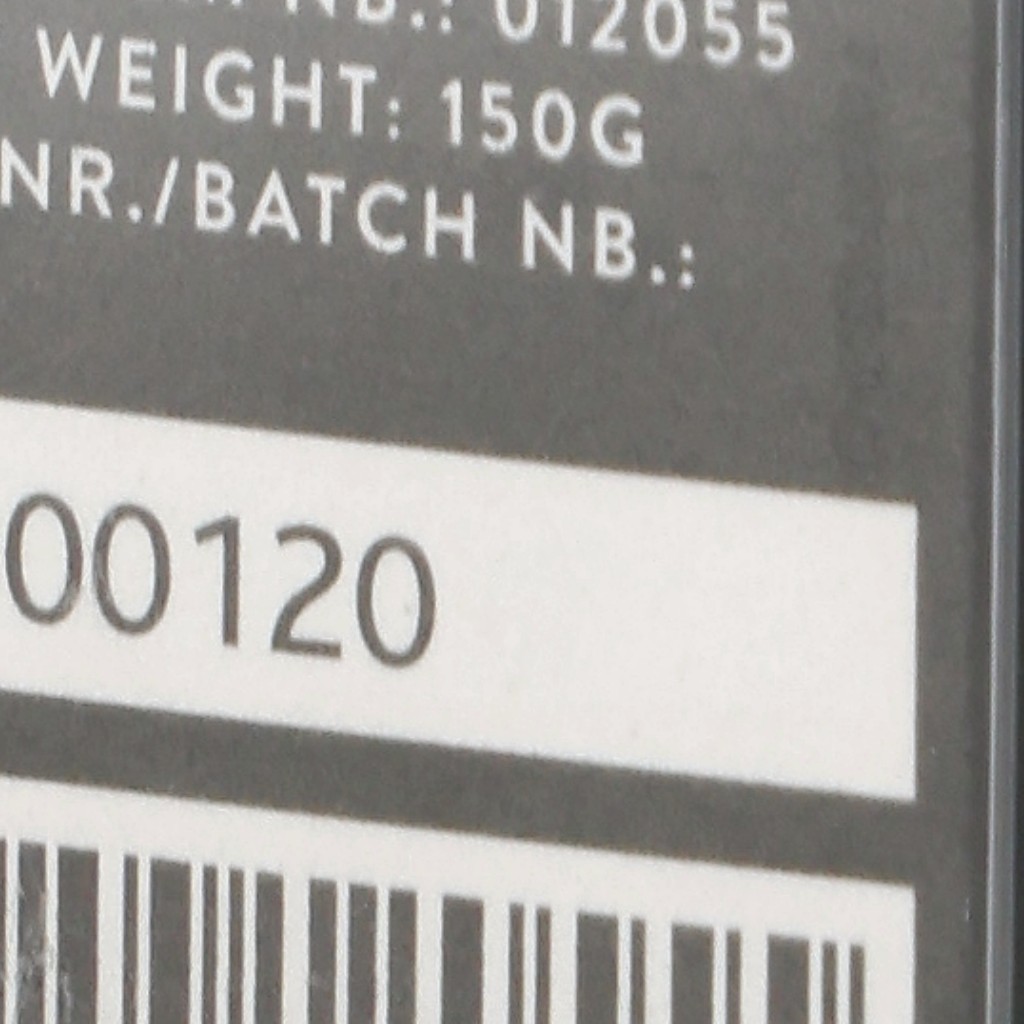 NB.: 012055
WEIGHT: 150G
NR./BATCH NB.:
00120